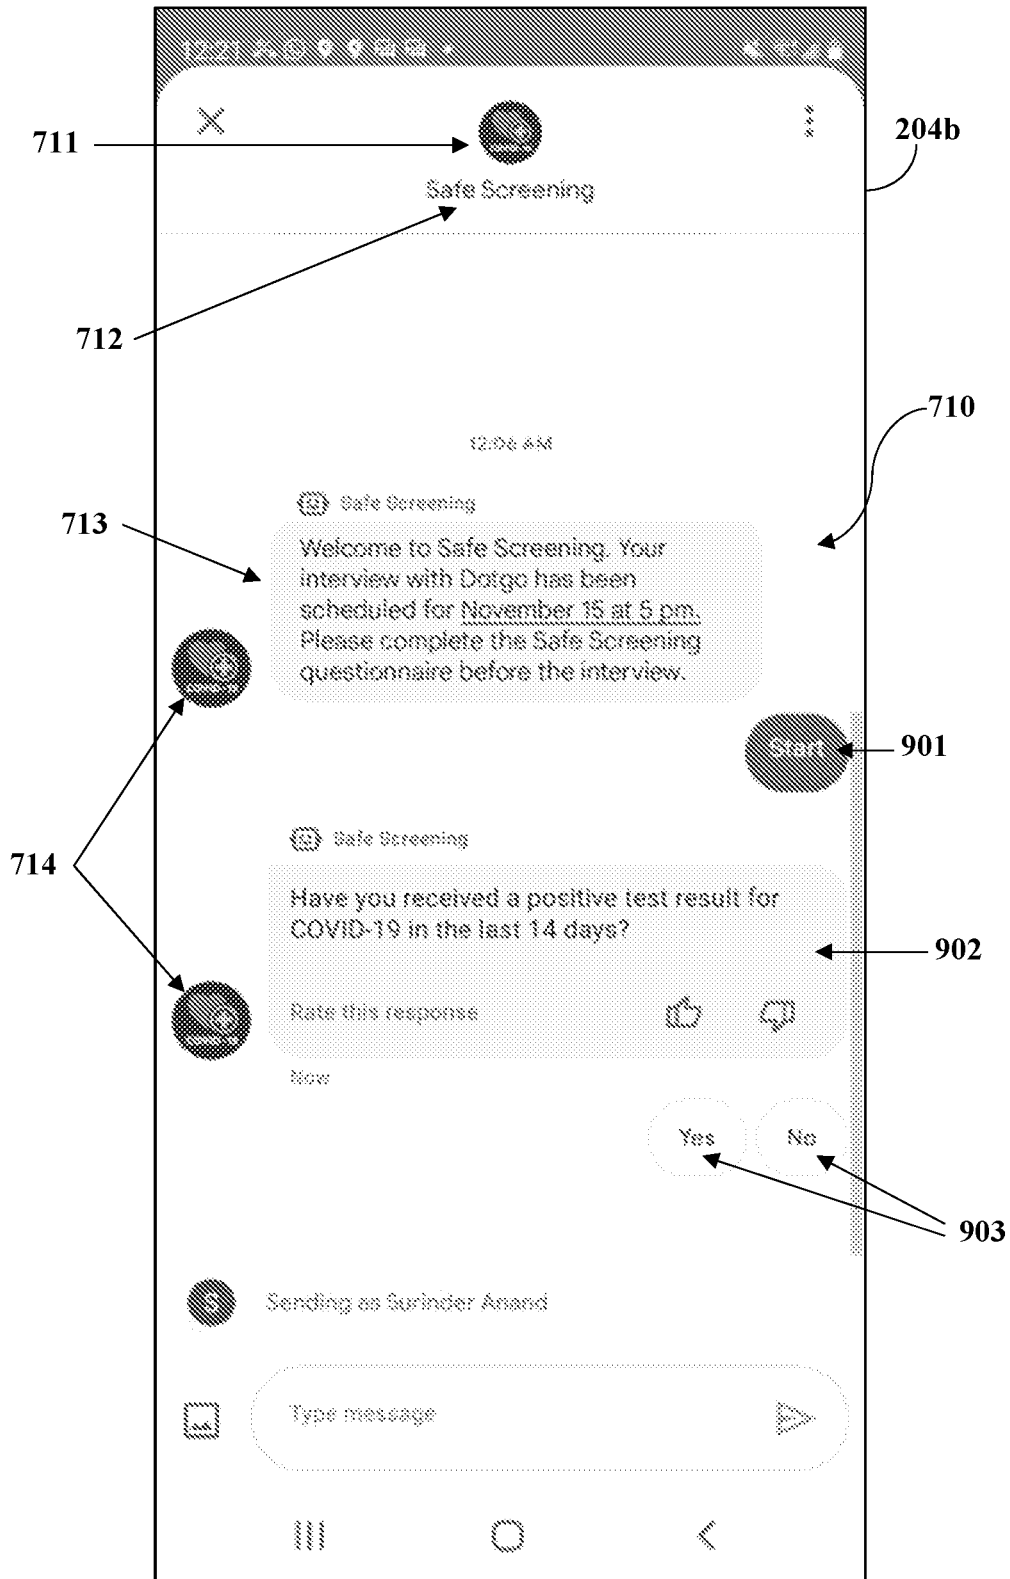 12:21
711
204b
Safe Screening
712
710
12:06 AM
Safe Screening
713
Welcome to Safe Screening. Your
interview with Dotgo has been
scheduled for November 15 at 5 pm.
Please complete the Safe Screening
questionnaire before the interview.
Start
901
Safe Screening
714
Have you received a positive test result for
COVID-19 in the last 14 days?
902
Rate this response
Now
Yes
No
903
S
Sending as Surinder Anand
Type message